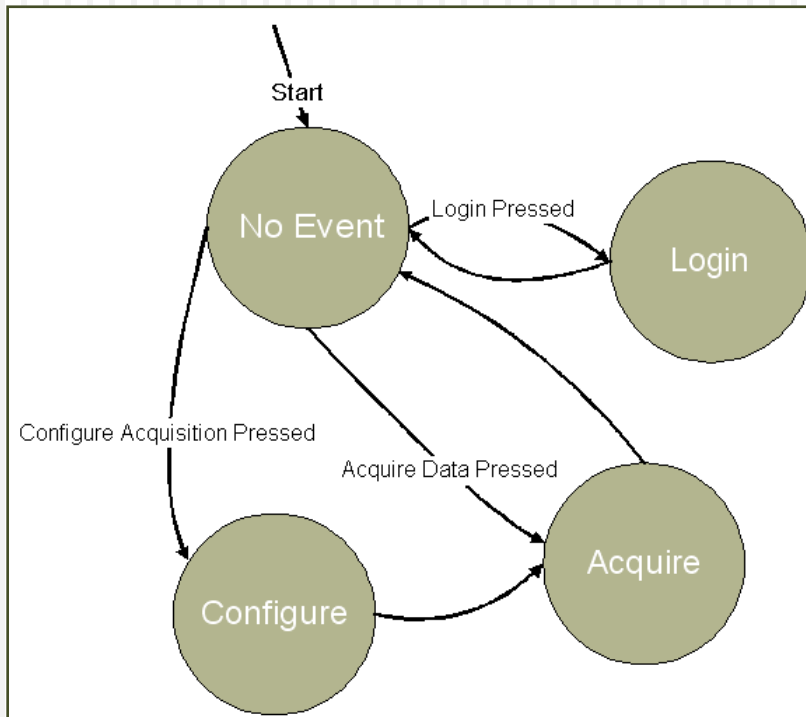 Start
No Event
Login Pressed
Login
Configure Acquisition Pressed
Acquire Data Pressed
Acquire
Configure